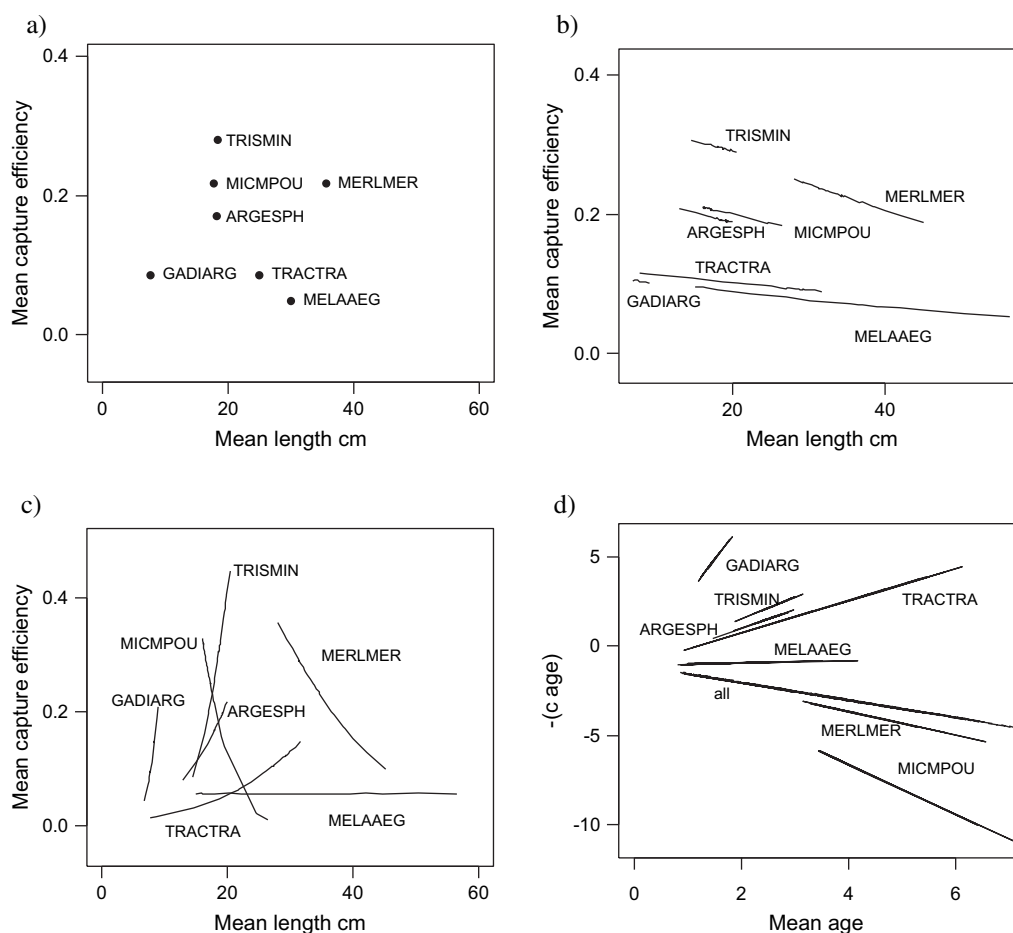 a)
Mean capture efficiency
0.4
0.2
0.0
TRISMIN
MICMPOU
MERLMER
ARGESPH
GADIARG
TRACTRA
MELAAEG
0
20
40
60
Mean length cm
b)
Mean capture efficiency
0.4
0.2
0.0
TRISMIN
MERLMER
ARGESPH
MICMPOU
TRACTRA
GADIARG
MELAAEG
20
40
Mean length cm
c)
Mean capture efficiency
0.4
0.2
0.0
TRISMIN
MICMPOU
MERLMER
GADIARG
ARGESPH
TRACTRA
MELAAEG
0
20
40
60
Mean length cm
d)
-(c age)
5
0
-5
-10
GADIARG
TRISMIN
TRACTRA
ARGESPH
MELAAEG
all
MERLMER
MICMPOU
0
2
4
6
Mean age